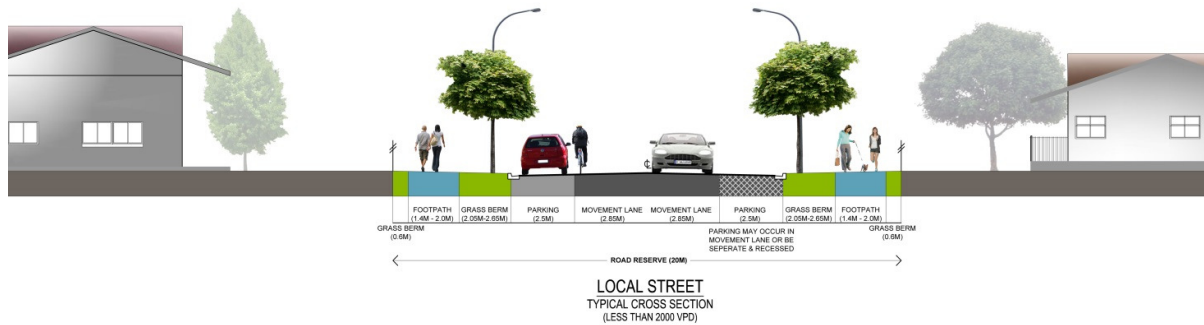 FOOTPATH
(1.4M - 2.0M)
GRASS BERM
(2.05M-2.65M)
PARKING
(2.5M)
MOVEMENT LANE
(2.85M)
MOVEMENT LANE
(2.85M)
PARKING
(2.5M)
GRASS BERM
(2.05M-2.65M)
FOOTPATH
(1.4M - 2.0M)
GRASS BERM
(0.6M)
PARKING MAY OCCUR IN
MOVEMENT LANE OR BE
SEPERATE & RECESSED
GRASS BERM
(0.6M)
ROAD RESERVE (20M)
LOCAL STREET
TYPICAL CROSS SECTION
(LESS THAN 2000 VPD)